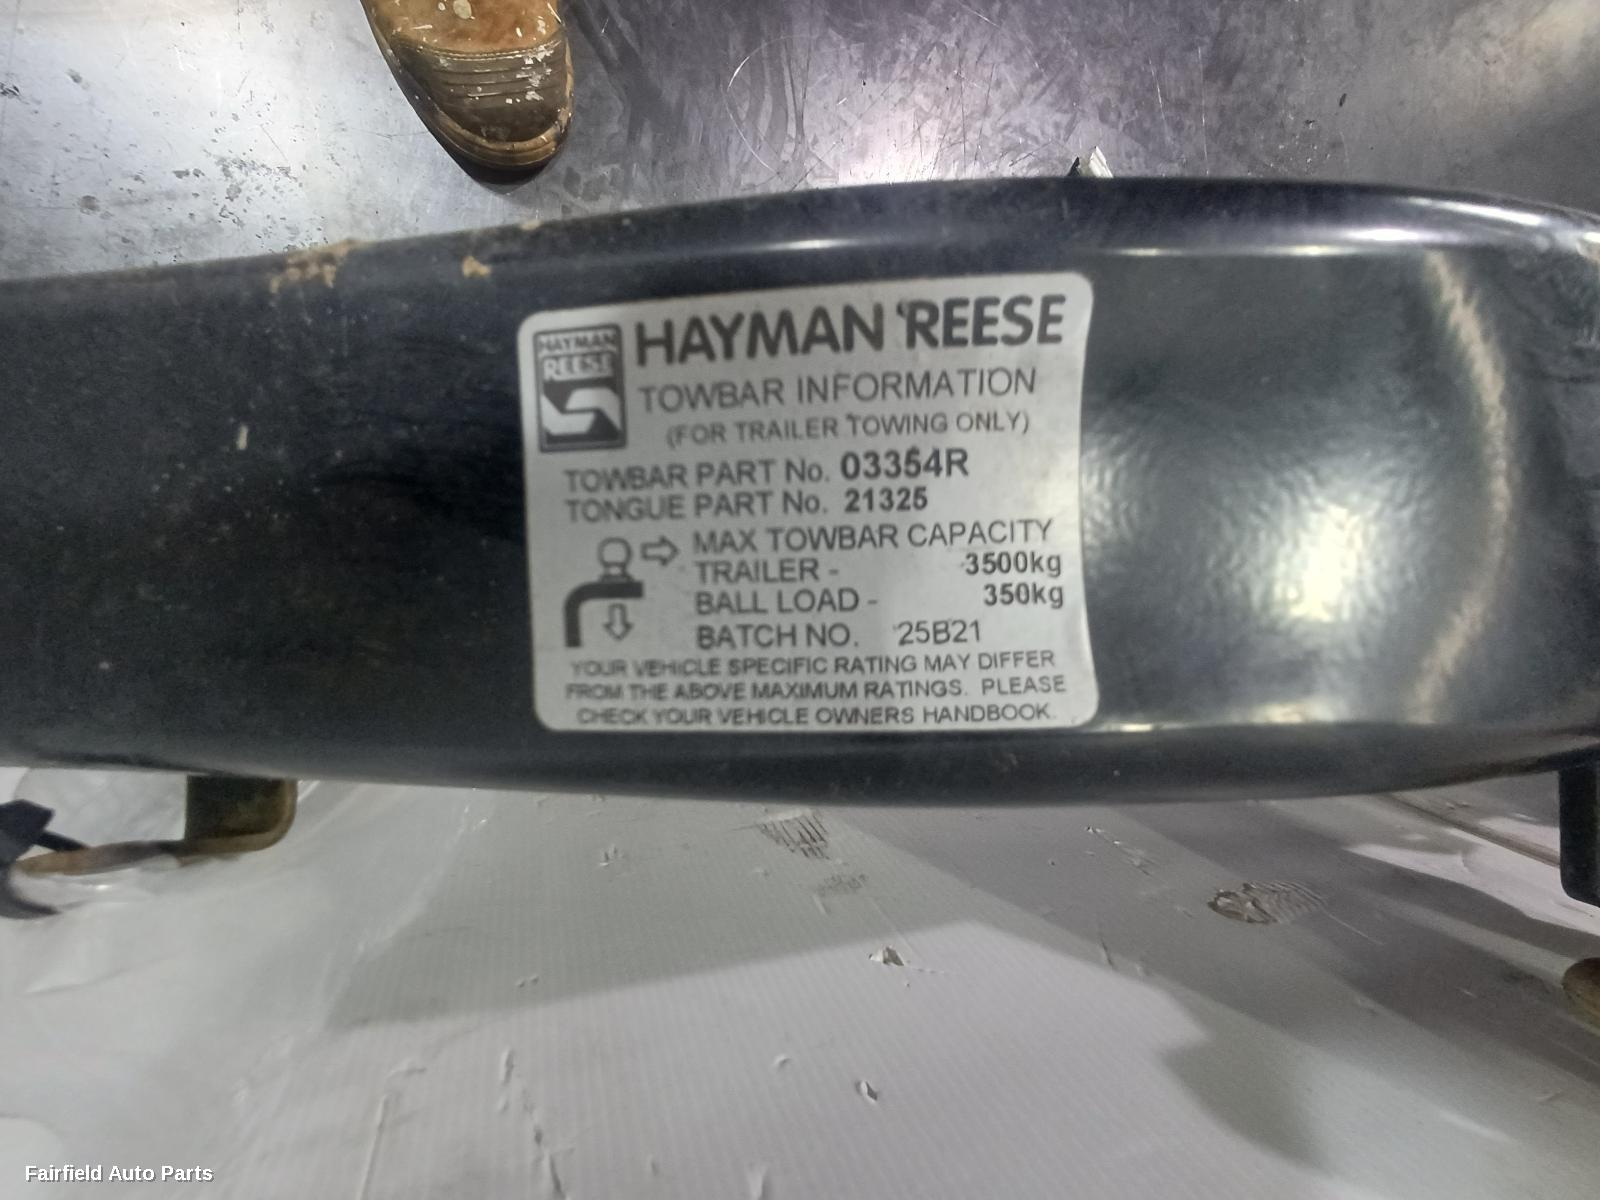 HAYMAN
REESE
HAYMAN REESE
TOWBAR INFORMATION
(FOR TRAILER TOWING ONLY)
TOWBAR PART No. 03354R
TONGUE PART No. 21325
MAX TOWBAR CAPACITY
TRAILER - 3500kg
BALL LOAD - 350kg
BATCH NO. 25B21
YOUR VEHICLE SPECIFIC RATING MAY DIFFER
FROM THE ABOVE MAXIMUM RATINGS. PLEASE
CHECK YOUR VEHICLE OWNERS HANDBOOK.
Fairfield Auto Parts